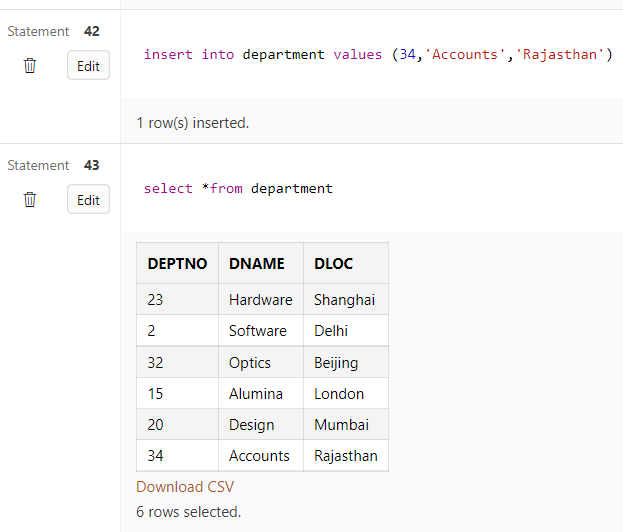 Statement 42
Edit
insert into department values (34,'Accounts','Rajasthan')
1 row(s) inserted.
Statement 43
Edit
select *from department
DEPTNO DNAME DLOC
23 Hardware Shanghai
2 Software Delhi
32 Optics Beijing
15 Alumina London
20 Design Mumbai
34 Accounts Rajasthan
Download CSV
6 rows selected.